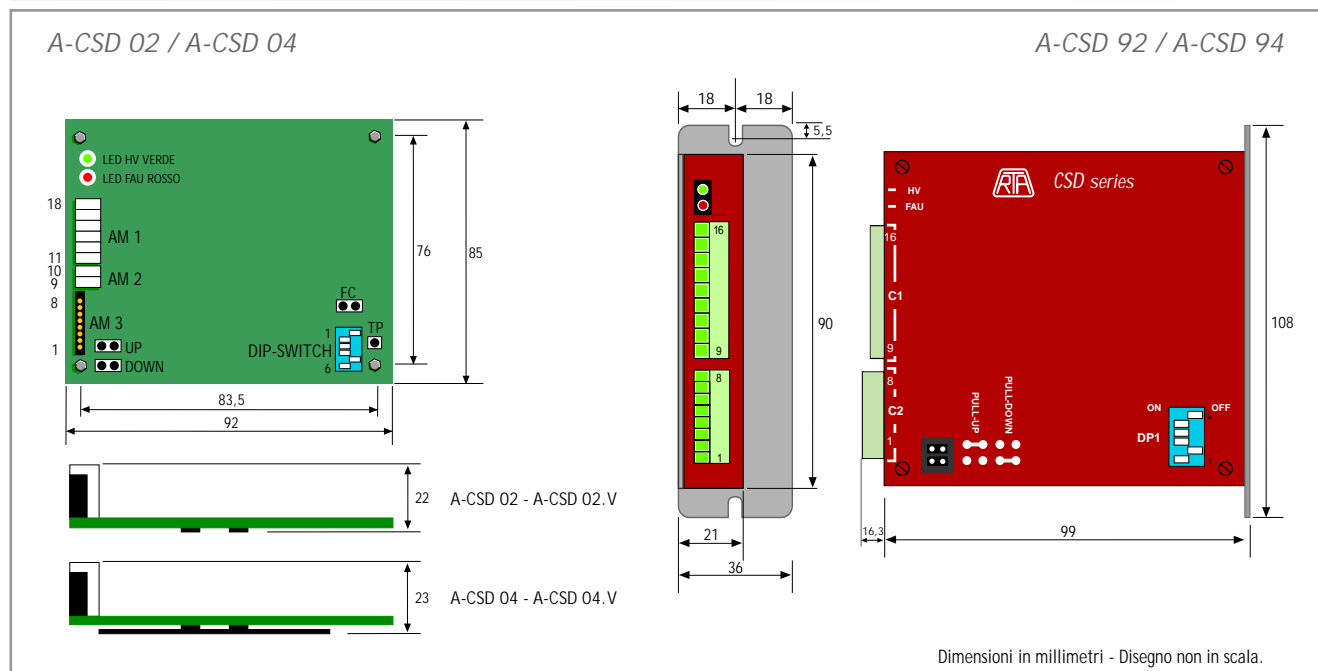 A-CSD 02 / A-CSD 04
A-CSD 92 / A-CSD 94
LED HV VERDE
LED FAU ROSSO
18
AM 1
11
10
AM 2
9
8
AM 3
1
UP
DOWN
FC
TP
1
DIP-SWITCH
6
76
85
83,5
92
22
A-CSD 02 - A-CSD 02.V
23
A-CSD 04 - A-CSD 04.V
18
18
5,5
16
9
8
1
90
21
36
RTA
CSD series
HV
FAU
16
C1
9
8
C2
1
PULL-UP
PULL-DOWN
ON
OFF
DP1
6
1
108
16,3
99
Dimensioni in millimetri - Disegno non in scala.